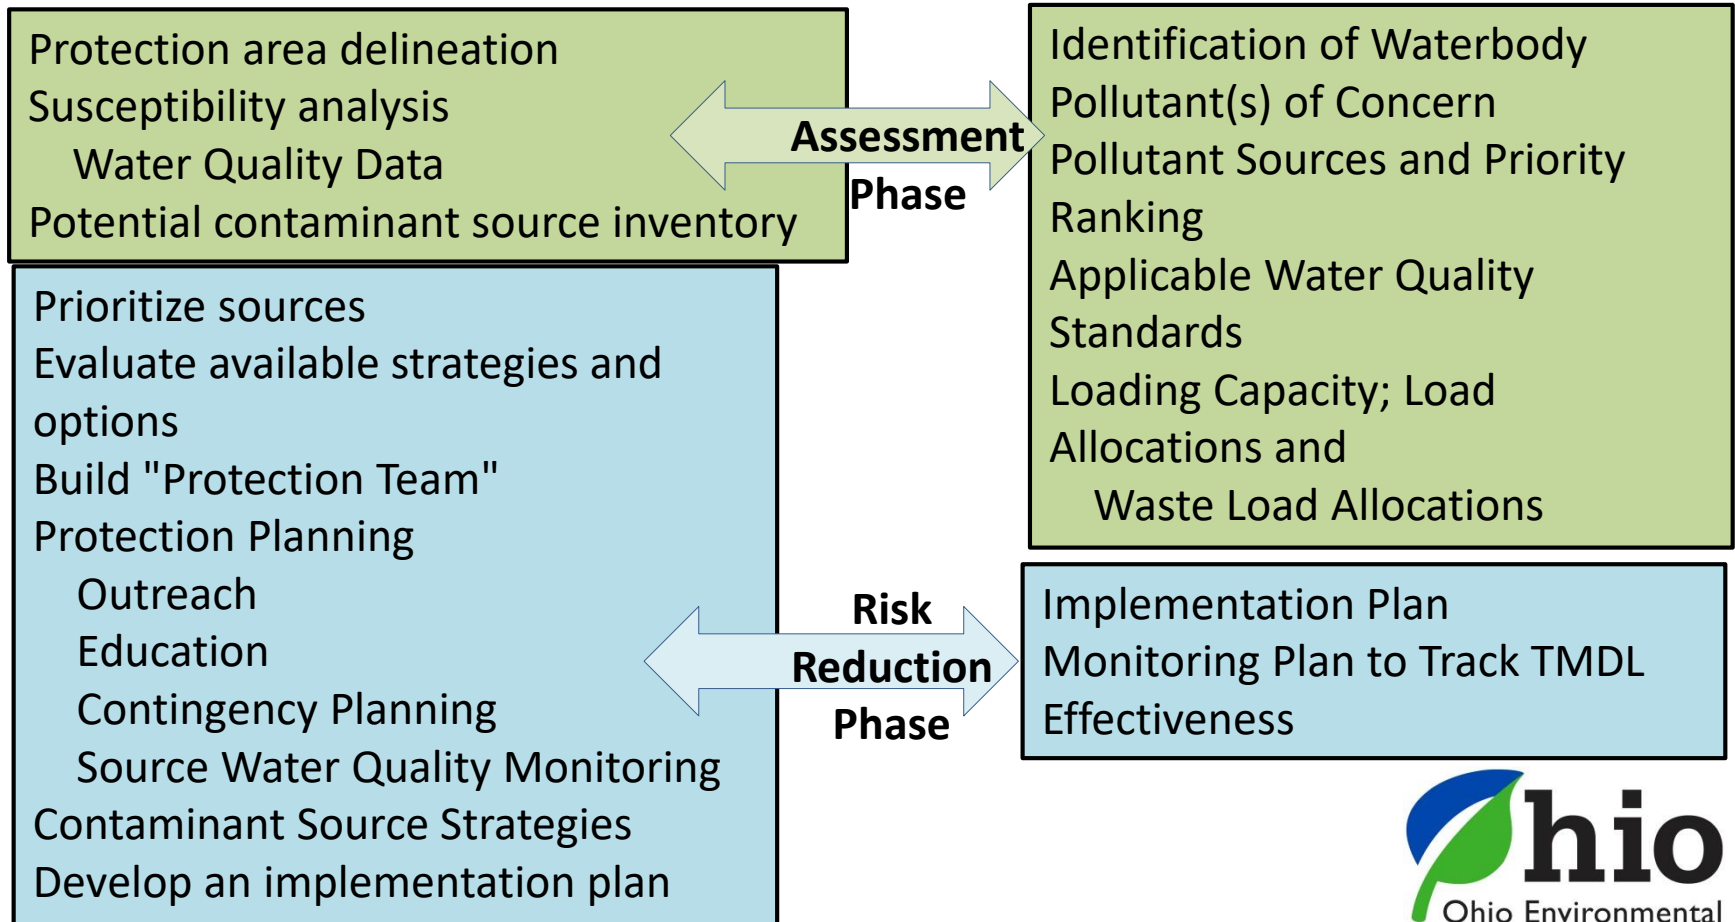 Protection area delineation
Susceptibility analysis
Water Quality Data
Potential contaminant source inventory
Assessment
Phase
Identification of Waterbody
Pollutant(s) of Concern
Pollutant Sources and Priority
Ranking
Applicable Water Quality
Standards
Loading Capacity; Load
Allocations and
Waste Load Allocations
Prioritize sources
Evaluate available strategies and
options
Build "Protection Team"
Protection Planning
Outreach
Education
Contingency Planning
Source Water Quality Monitoring
Contaminant Source Strategies
Develop an implementation plan
Risk
Reduction
Phase
Implementation Plan
Monitoring Plan to Track TMDL
Effectiveness
Ohio
Ohio Environmental